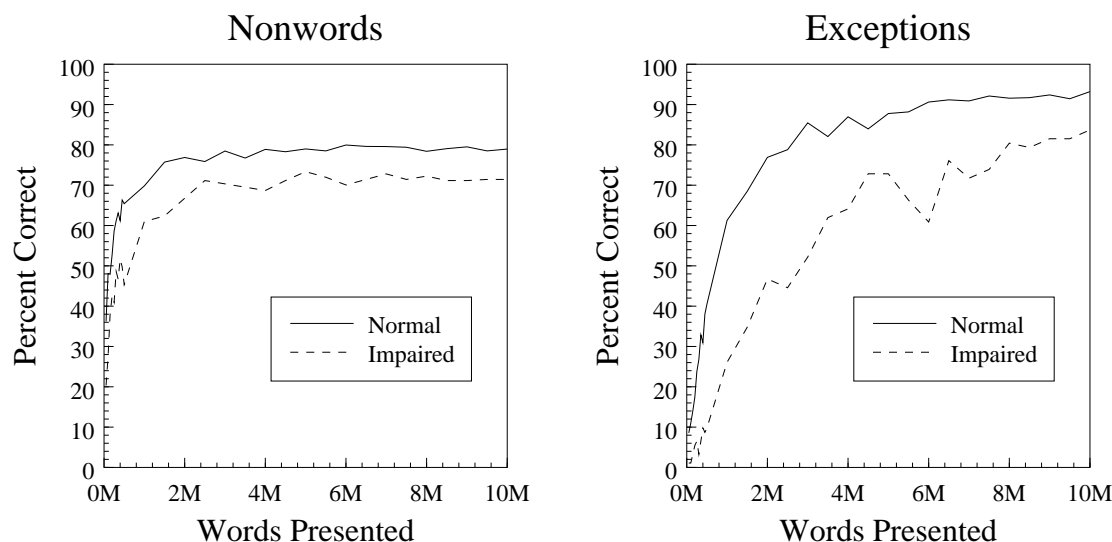 Nonwords
100
90
80
70
60
50
40
30
20
10
0
Percent Correct
Normal
Impaired
0M 2M 4M 6M 8M 10M
Words Presented
Exceptions
100
90
80
70
60
50
40
30
20
10
0
Percent Correct
Normal
Impaired
0M 2M 4M 6M 8M 10M
Words Presented